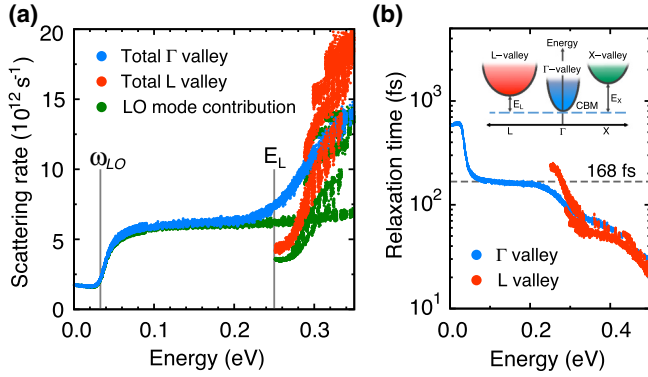 (a)
Scattering rate (10¹² s⁻¹)
20
15
10
5
0
Total Γ valley
Total L valley
LO mode contribution
ω_LO
E_L
0.0 0.1 0.2 0.3
Energy (eV)
(b)
Relaxation time (fs)
10³
10²
10¹
Energy
L−valley
X−valley
Γ−valley
E_L
CBM
E_X
L Γ X
168 fs
Γ valley
L valley
0.0 0.2 0.4
Energy (eV)